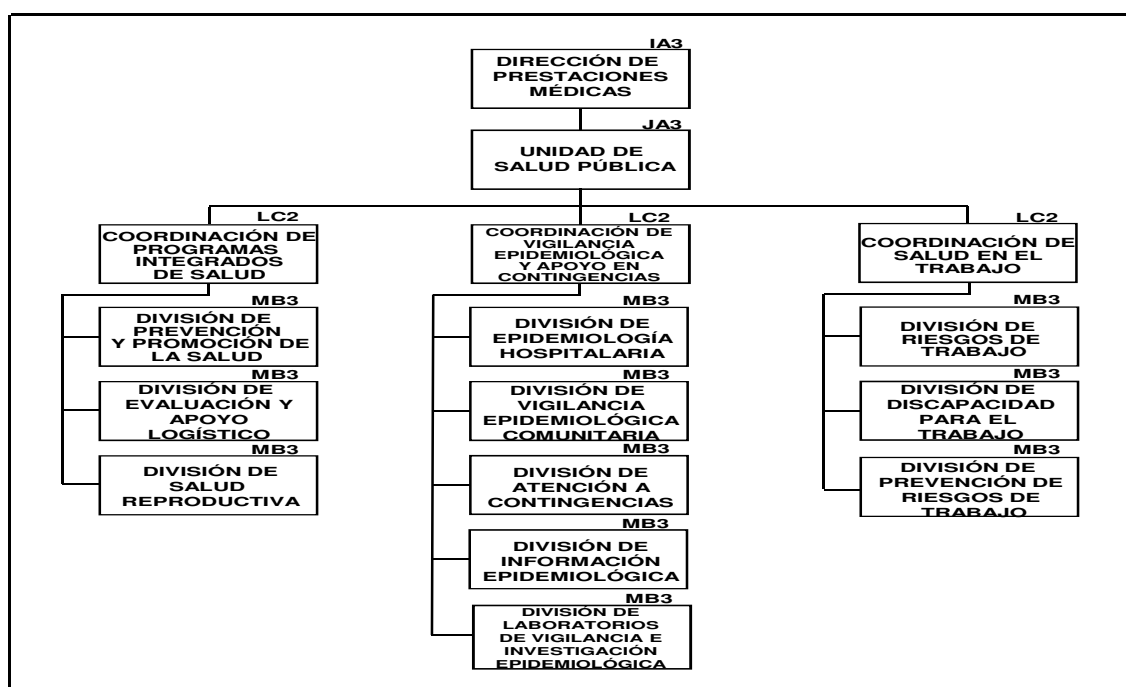 IA3
DIRECCIÓN DE
PRESTACIONES
MÉDICAS
JA3
UNIDAD DE
SALUD PÚBLICA
LC2
COORDINACIÓN DE
PROGRAMAS
INTEGRADOS
DE SALUD
MB3
DIVISIÓN DE
PREVENCIÓN
Y PROMOCIÓN DE
LA SALUD
MB3
DIVISIÓN DE
EVALUACIÓN Y
APOYO
LOGÍSTICO
MB3
DIVISIÓN DE
SALUD
REPRODUCTIVA
LC2
COORDINACIÓN DE
VIGILANCIA
EPIDEMIOLÓGICA
Y APOYO EN
CONTINGENCIAS
MB3
DIVISIÓN DE
EPIDEMIOLOGÍA
HOSPITALARIA
MB3
DIVISIÓN DE
VIGILANCIA
EPIDEMIOLÓGICA
COMUNITARIA
MB3
DIVISIÓN DE
ATENCIÓN A
CONTINGENCIAS
MB3
DIVISIÓN DE
INFORMACIÓN
EPIDEMIOLÓGICA
MB3
DIVISIÓN DE
LABORATORIOS
DE VIGILANCIA E
INVESTIGACIÓN
EPIDEMIOLÓGICA
LC2
COORDINACIÓN DE
SALUD EN EL
TRABAJO
MB3
DIVISIÓN DE
RIESGOS DE
TRABAJO
MB3
DIVISIÓN DE
DISCAPACIDAD
PARA EL
TRABAJO
MB3
DIVISIÓN DE
PREVENCIÓN DE
RIESGOS DE
TRABAJO